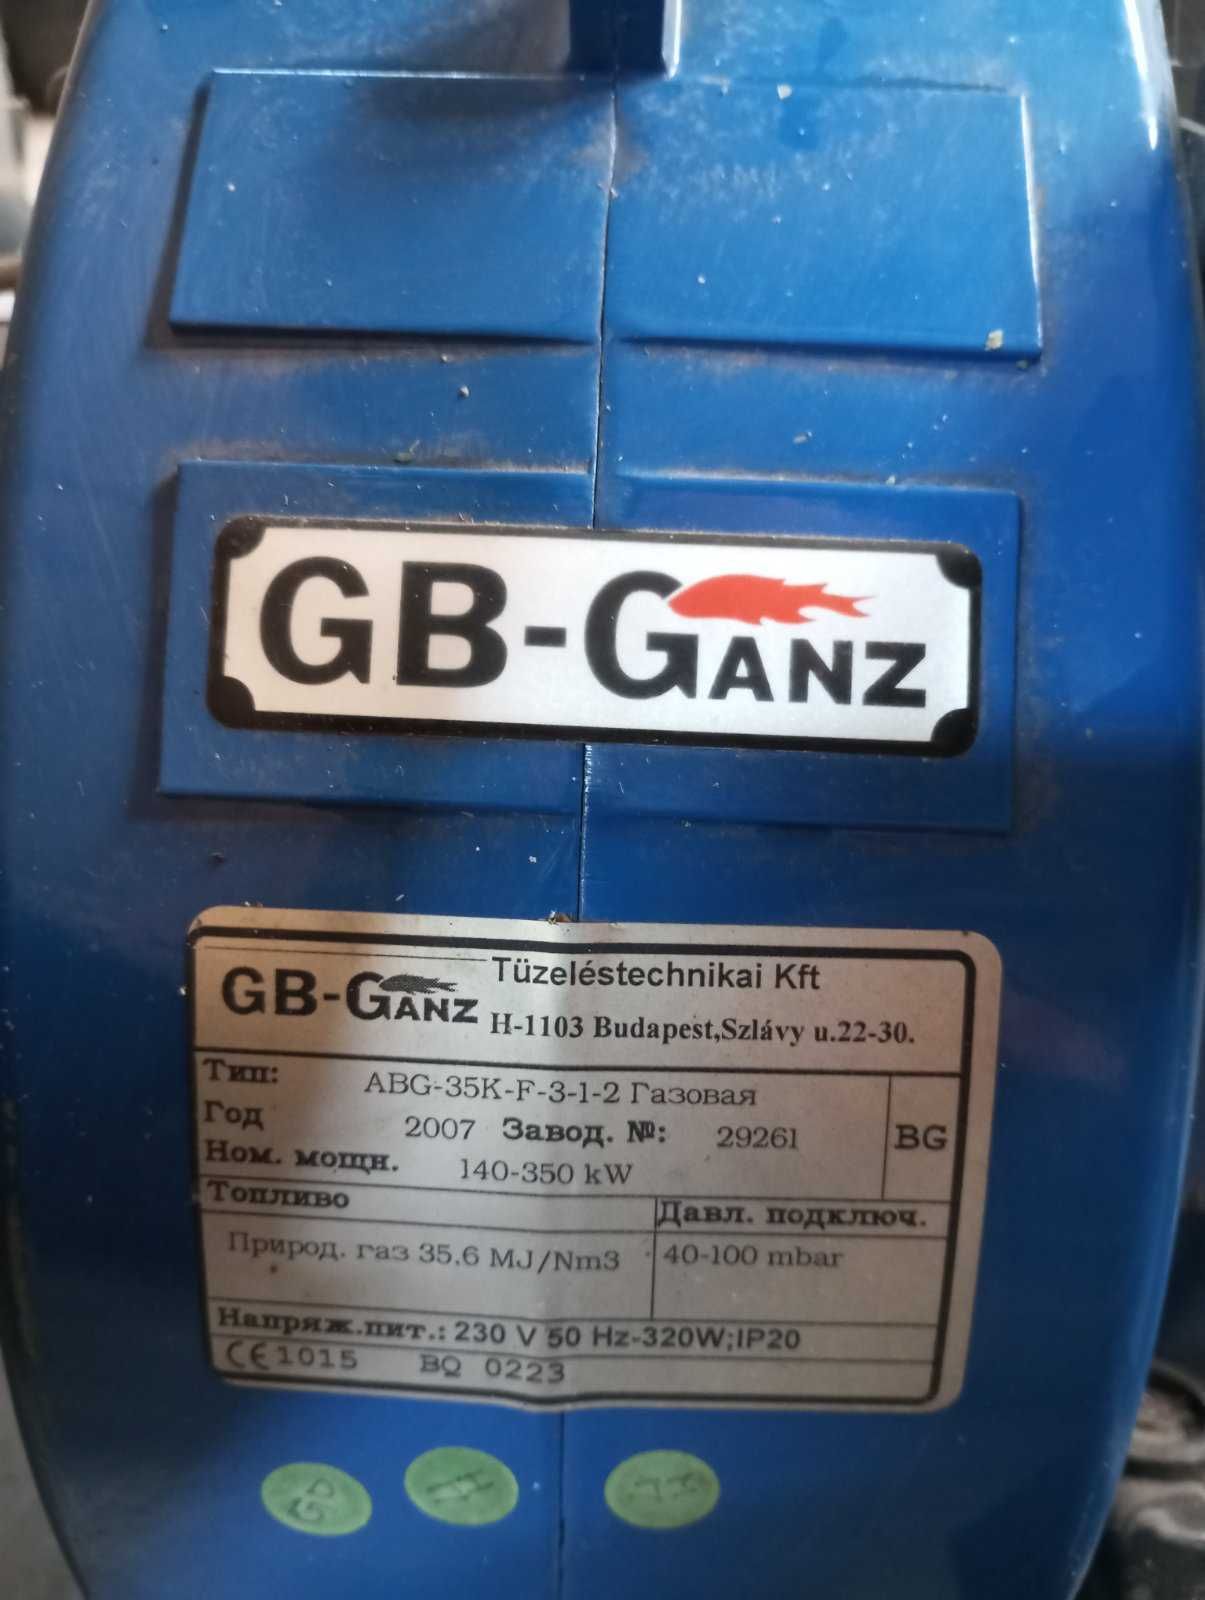 GB-GANZ
GB-GANZ Tüzeléstechnikai Kft
H-1103 Budapest,Szlávy u.22-30.
Тип: ABG-35K-F-3-1-2 Газовая
Год 2007 Завод. №: 29261
BG
Ном. мощн. 140-350 kW
Топливо
Давл. подключ.
Природ. газ 35.6 MJ/Nm3
40-100 mbar
Напряж.пит.: 230 V 50 Hz-320W;IP20
CE1015 BQ 0223